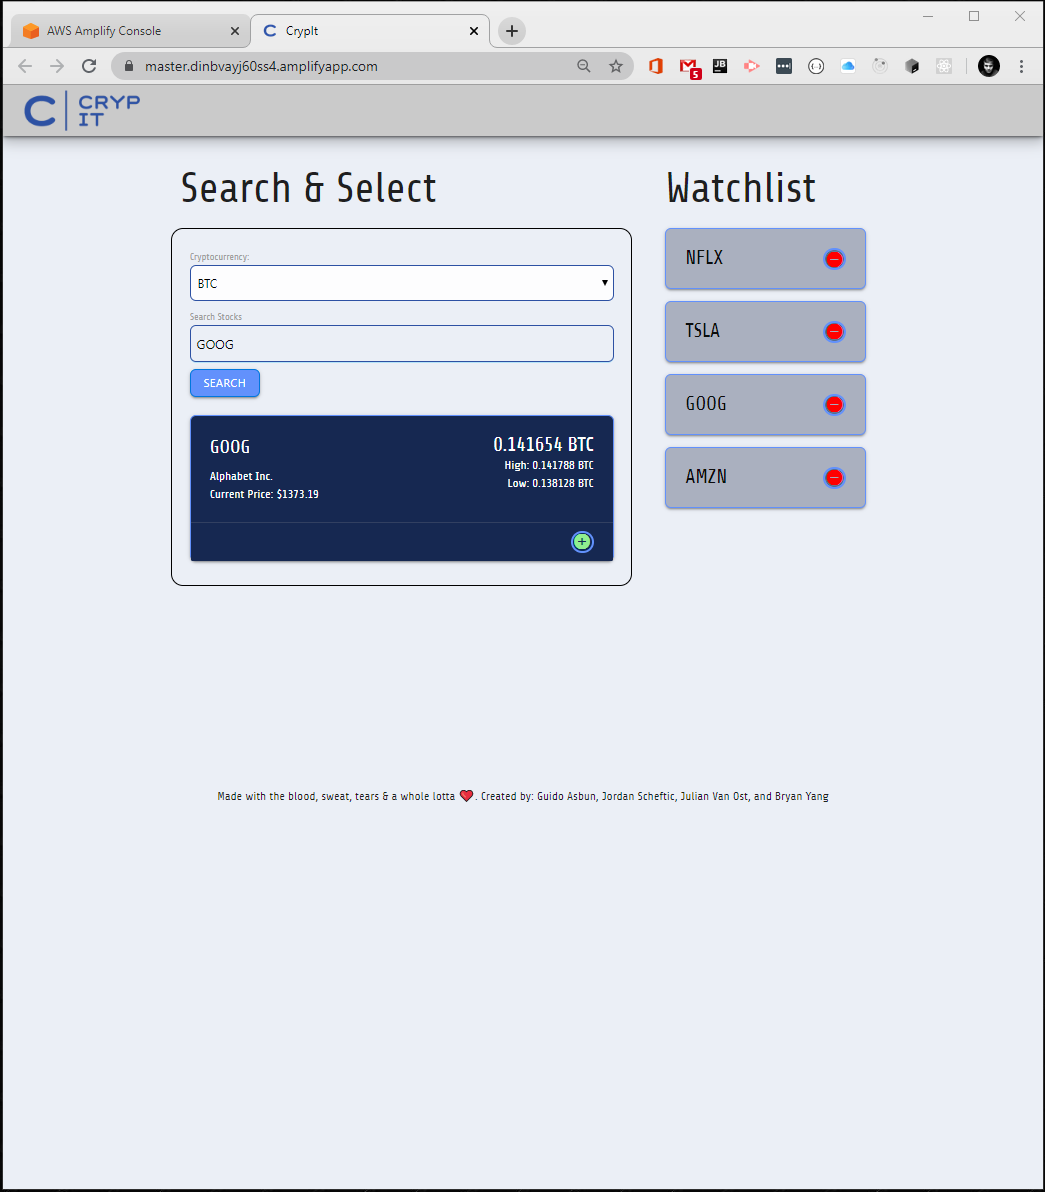 AWS Amplify Console
CrypIt
master.dinbvayj60ss4.amplifyapp.com
5
JB
C
CRYP
IT
Search & Select
Cryptocurrency:
BTC
Search Stocks
GOOG
SEARCH
GOOG
0.141654 BTC
Alphabet Inc.
High: 0.141788 BTC
Current Price: $1373.19
Low: 0.138128 BTC
Watchlist
NFLX
TSLA
GOOG
AMZN
Made with the blood, sweat, tears & a whole lotta ❤️. Created by: Guido Asbun, Jordan Scheftic, Julian Van Ost, and Bryan Yang